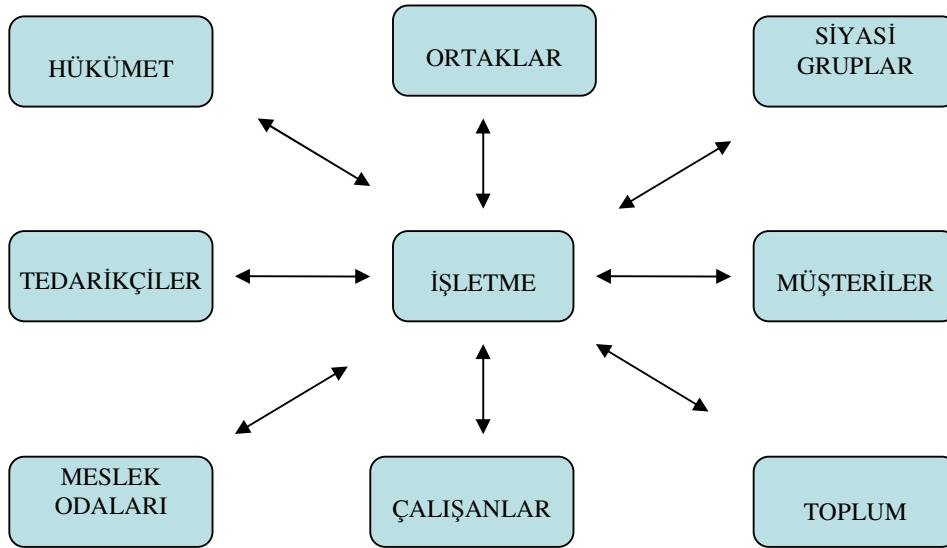 HÜKÜMET
ORTAKLAR
SİYASİ
GRUPLAR
TEDARİKÇİLER
İŞLETME
MÜŞTERİLER
MESLEK
ODALARI
ÇALIŞANLAR
TOPLUM